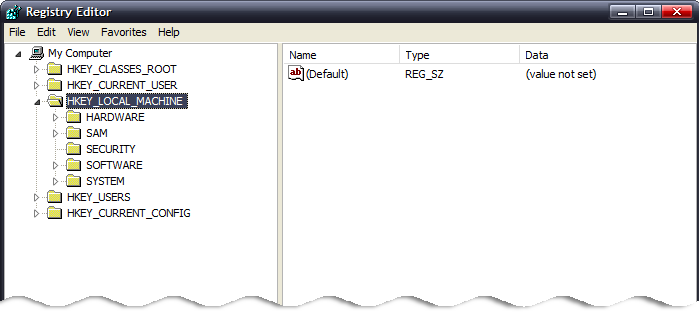 Registry Editor
File Edit View Favorites Help
My Computer
HKEY_CLASSES_ROOT
HKEY_CURRENT_USER
HKEY_LOCAL_MACHINE
HARDWARE
SAM
SECURITY
SOFTWARE
SYSTEM
HKEY_USERS
HKEY_CURRENT_CONFIG
Name Type Data
ab (Default) REG_SZ (value not set)